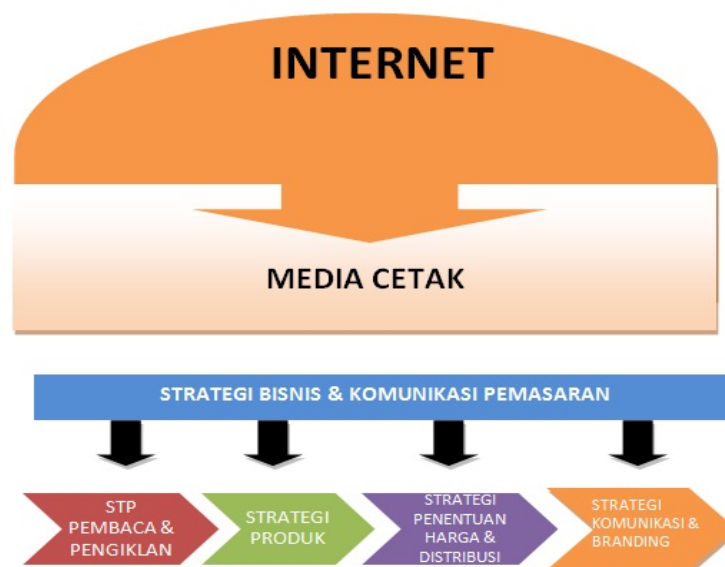 INTERNET
MEDIA CETAK
STRATEGI BISNIS & KOMUNIKASI PEMASARAN
STP
PEMBACA &
PENGIKLAN
STRATEGI
PRODUK
STRATEGI
PENENTUAN
HARGA &
DISTRIBUSI
STRATEGI
KOMUNIKASI &
BRANDING